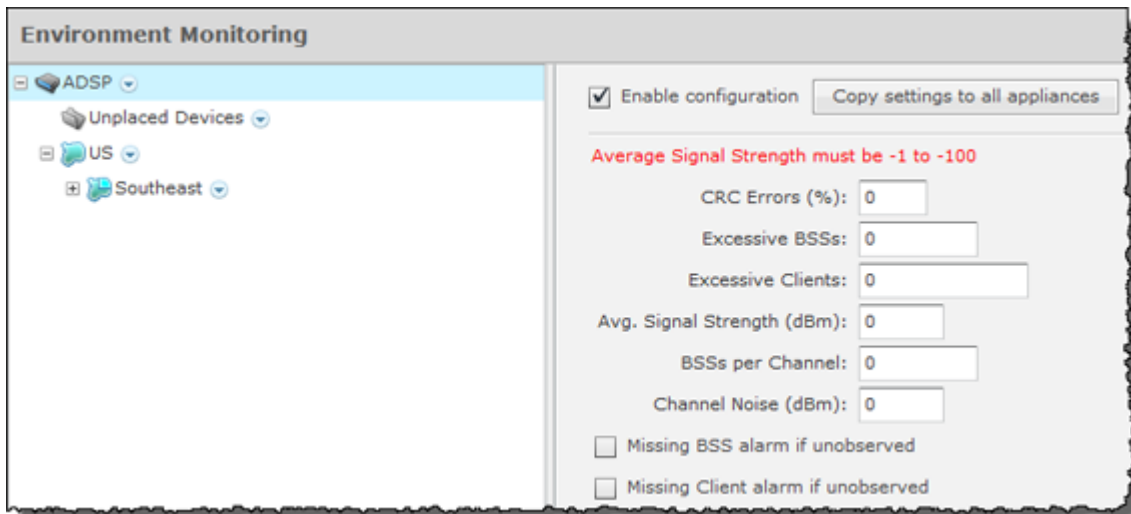 Environment Monitoring
ADSP
Unplaced Devices
US
Southeast
Enable configuration Copy settings to all appliances
Average Signal Strength must be -1 to -100
CRC Errors (%): 0
Excessive BSSs: 0
Excessive Clients: 0
Avg. Signal Strength (dBm): 0
BSSs per Channel: 0
Channel Noise (dBm): 0
Missing BSS alarm if unobserved
Missing Client alarm if unobserved